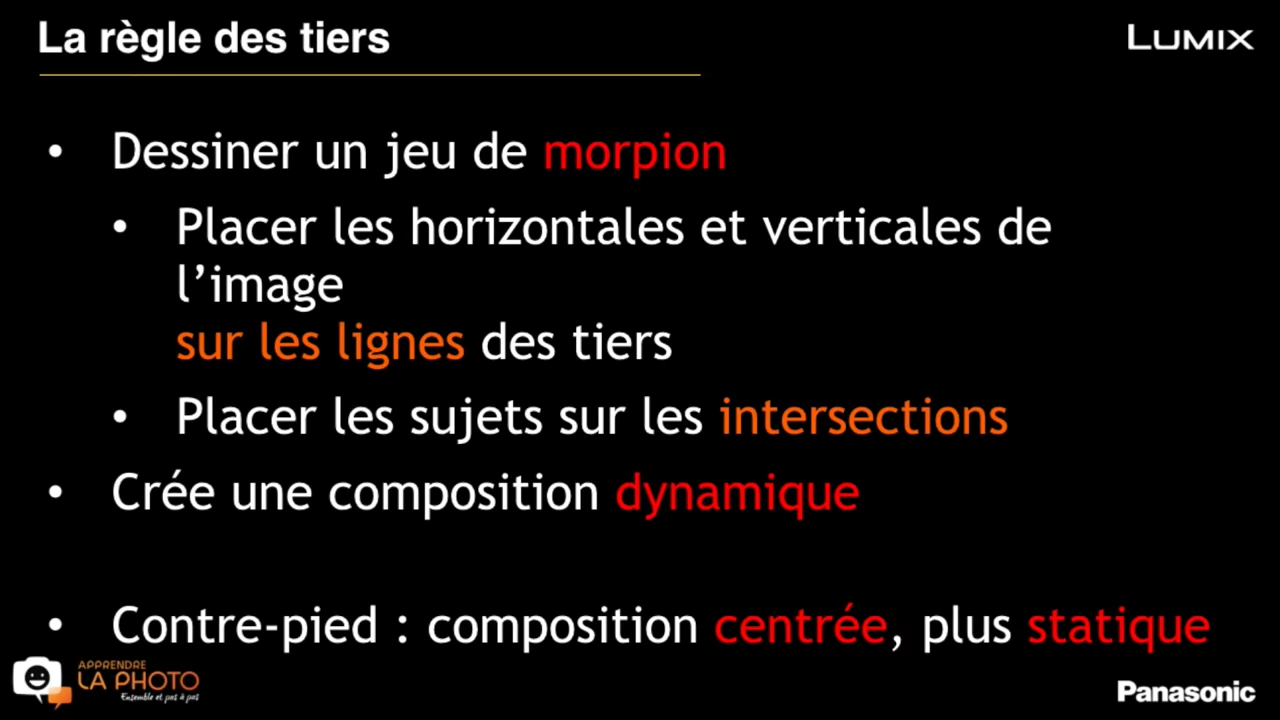 La règle des tiers
LUMIX
• Dessiner un jeu de morpion
• Placer les horizontales et verticales de
l’image
sur les lignes des tiers
• Placer les sujets sur les intersections
• Crée une composition dynamique
• Contre-pied : composition centrée, plus statique
APPRENDRE
LA PHOTO
Ensemble et pas à pas
Panasonic